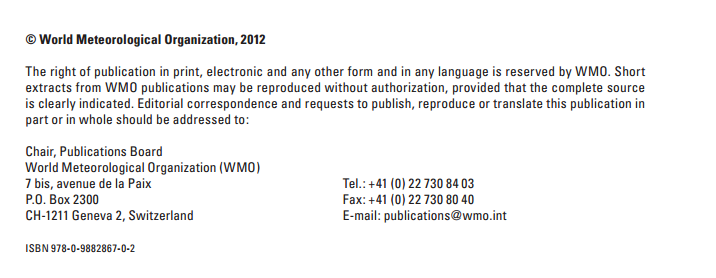 © World Meteorological Organization, 2012
The right of publication in print, electronic and any other form and in any language is reserved by WMO. Short
extracts from WMO publications may be reproduced without authorization, provided that the complete source
is clearly indicated. Editorial correspondence and requests to publish, reproduce or translate this publication in
part or in whole should be addressed to:
Chair, Publications Board
World Meteorological Organization (WMO)
7 bis, avenue de la Paix
P.O. Box 2300
CH-1211 Geneva 2, Switzerland
Tel.: +41 (0) 22 730 84 03
Fax: +41 (0) 22 730 80 40
E-mail: publications@wmo.int
ISBN 978-0-9882867-0-2